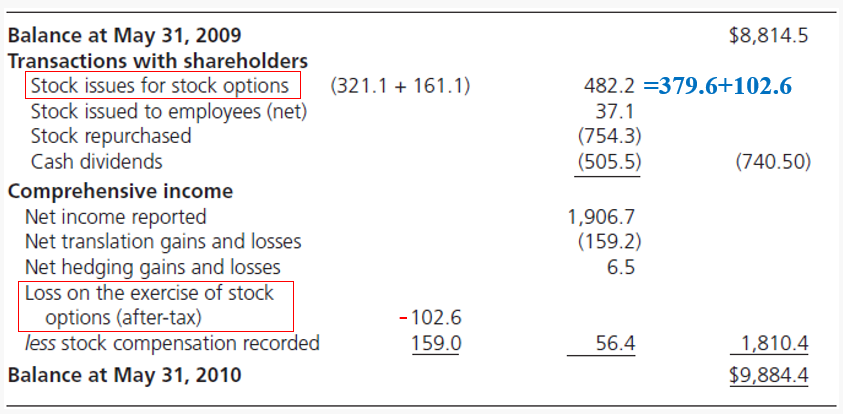 Balance at May 31, 2009 $8,814.5
Transactions with shareholders
Stock issues for stock options (321.1 + 161.1) 482.2 =379.6+102.6
Stock issued to employees (net) 37.1
Stock repurchased (754.3)
Cash dividends (505.5) (740.50)
Comprehensive income
Net income reported 1,906.7
Net translation gains and losses (159.2)
Net hedging gains and losses 6.5
Loss on the exercise of stock
options (after-tax) -102.6
less stock compensation recorded 159.0 56.4 1,810.4
Balance at May 31, 2010 $9,884.4